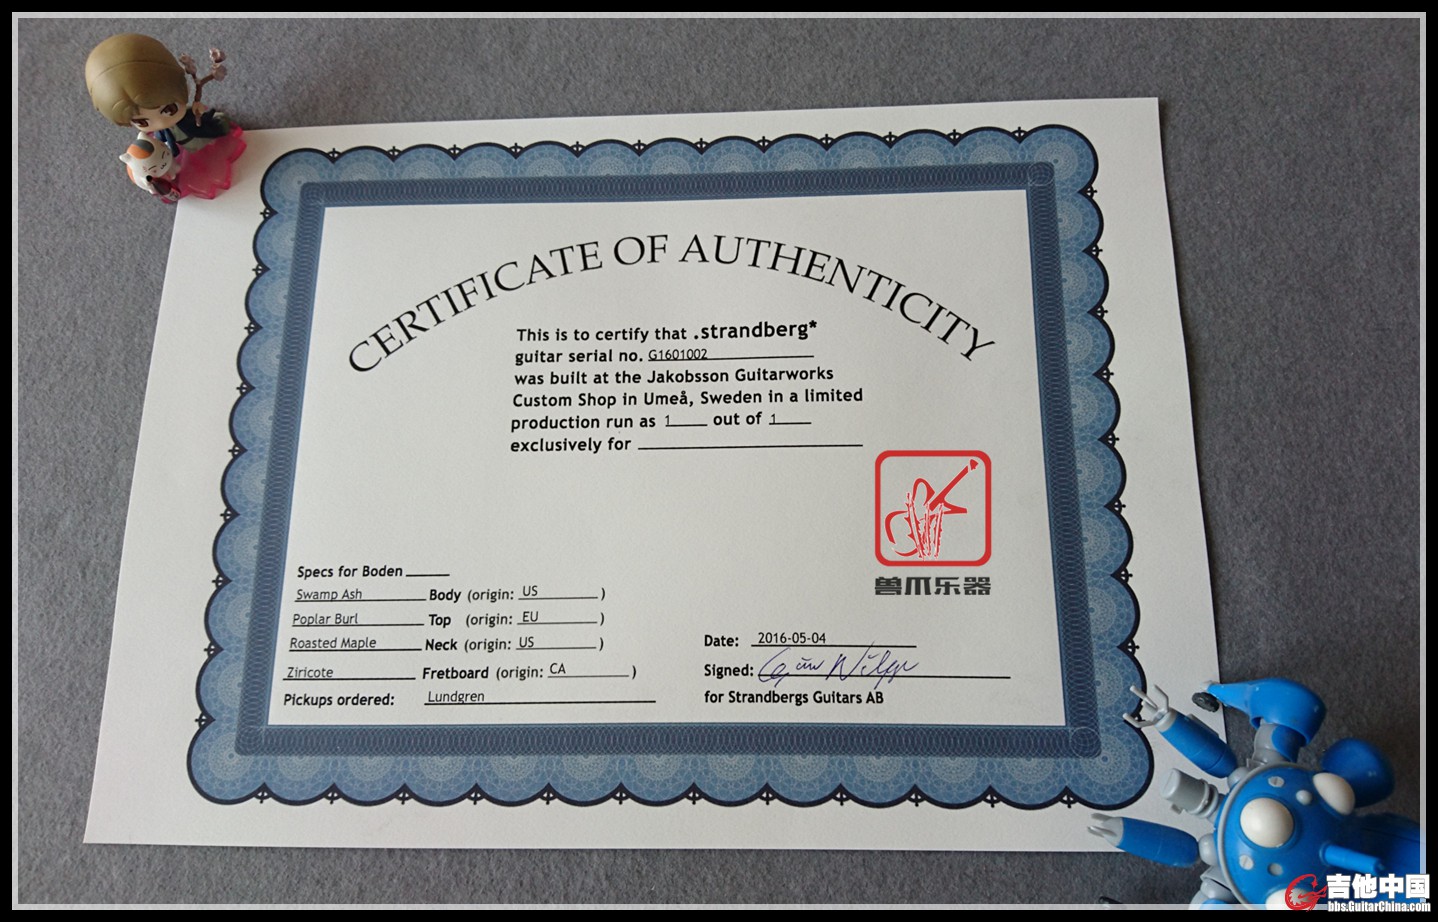 CERTIFICATE OF AUTHENTICITY
This is to certify that .strandberg*
guitar serial no. G1601002
was built at the Jakobsson Guitarworks
Custom Shop in Umeå, Sweden in a limited
production run as 1 out of 1
exclusively for
兽爪乐器
Specs for Boden
Swamp Ash Body (origin: US )
Poplar Burl Top (origin: EU )
Roasted Maple Neck (origin: US )
Ziricote Fretboard (origin: CA )
Pickups ordered: Lundgren
Date: 2016-05-04
Signed:
for Strandbergs Guitars AB
吉他中国
bbs.GuitarChina.com